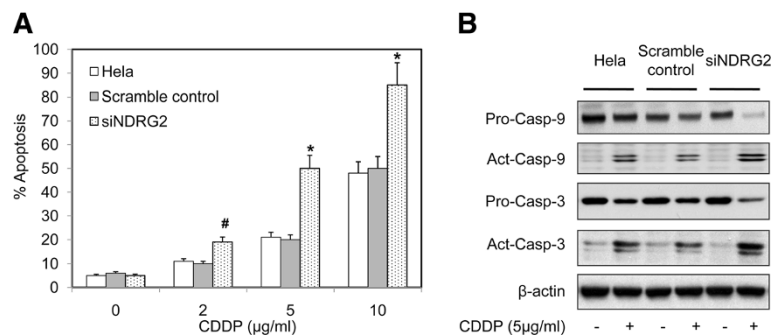 A
B
100
90
80
70
60
50
40
30
20
10
0
% Apoptosis
Hela
Scramble control
siNDRG2
#
*
*
0 2 5 10
CDDP (µg/ml)
Hela Scramble control siNDRG2
Pro-Casp-9
Act-Casp-9
Pro-Casp-3
Act-Casp-3
β-actin
CDDP (5µg/ml) - + - + - +